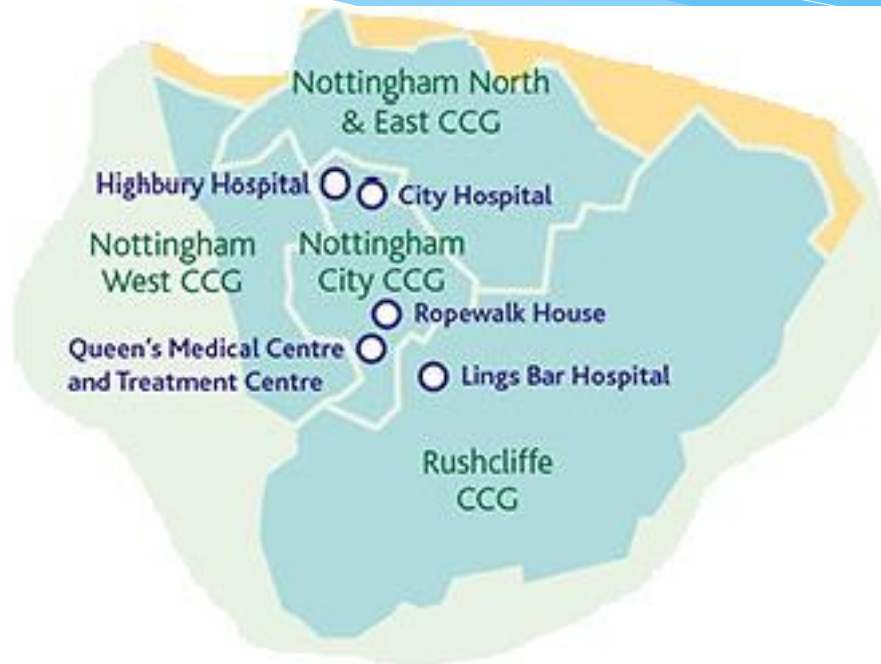 Nottingham North
& East CCG
Highbury Hospital
City Hospital
Nottingham
West CCG
Nottingham
City CCG
Ropewalk House
Queen's Medical Centre
and Treatment Centre
Lings Bar Hospital
Rushcliffe
CCG